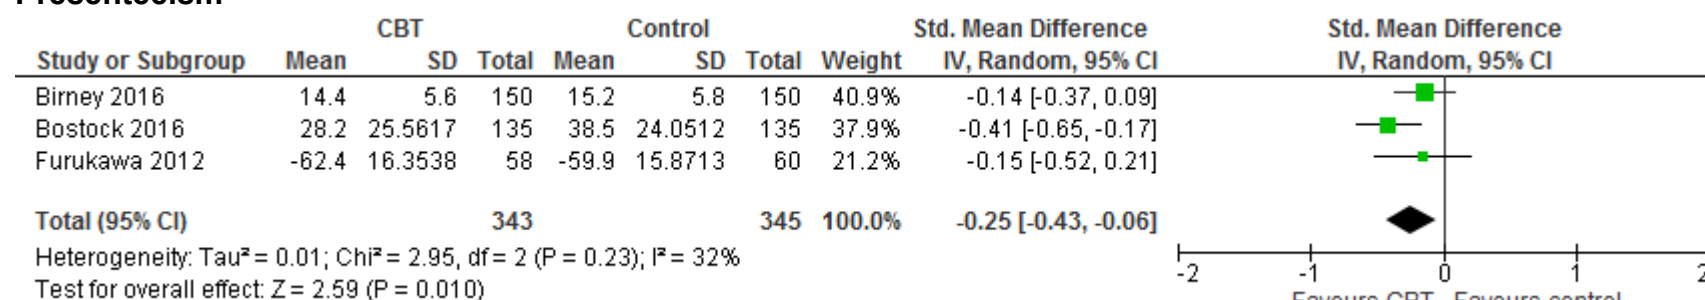 Presenteeism
CBT Control Std. Mean Difference Std. Mean Difference
Study or Subgroup Mean SD Total Mean SD Total Weight IV, Random, 95% CI IV, Random, 95% CI
Birney 2016 14.4 5.6 150 15.2 5.8 150 40.9% -0.14 [-0.37, 0.09]
Bostock 2016 28.2 25.5617 135 38.5 24.0512 135 37.9% -0.41 [-0.65, -0.17]
Furukawa 2012 -62.4 16.3538 58 -59.9 15.8713 60 21.2% -0.15 [-0.52, 0.21]
Total (95% CI) 343 345 100.0% -0.25 [-0.43, -0.06]
Heterogeneity: Tau² = 0.01; Chi² = 2.95, df = 2 (P = 0.23); I² = 32%
Test for overall effect: Z = 2.59 (P = 0.010)
-2 -1 0 1 2
Favours CBT Favours control